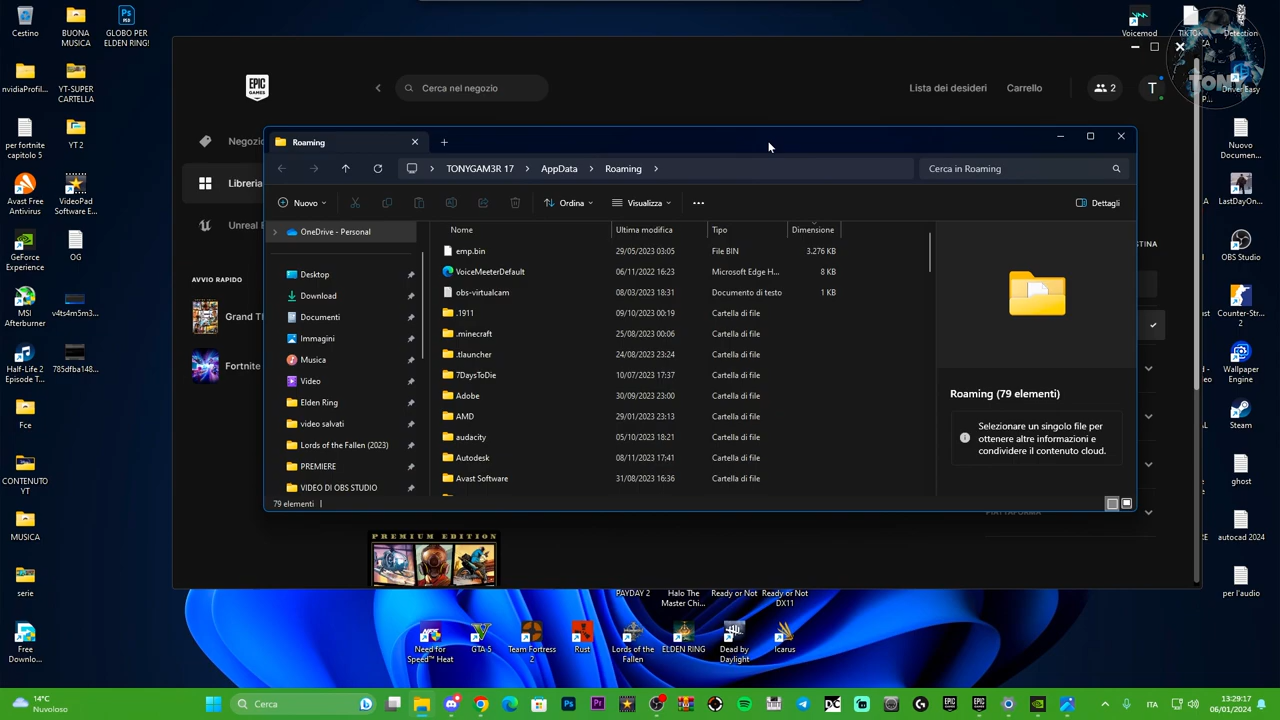 Cestino
BUONA
MUSICA
GLOBO PER
ELDEN RING!
nvidiaProfil...
YT-SUPER
CARTELLA
per fortnite
capitolo 5
YT 2
Avast Free
Antivirus
VideoPad
Software E...
GeForce
Experience
OG
MSI
Afterburner
v4ts4m5m3...
Half-Life 2
Episode T...
785dfba148...
Fce
CONTENUTO
YT
MUSICA
serie
Free
Downlo...
EPIC
GAMES
Cerca nel negozio
Lista dei desideri
Carrello
2
T
Negozio
Libreria
Unreal E
AVVIO RAPIDO
Grand Th
Fortnite
Roaming
TONYGAM3R 17
AppData
Roaming
Cerca in Roaming
Nuovo
Ordina
Visualizza
Dettagli
OneDrive - Personal
Desktop
Download
Documenti
Immagini
Musica
Video
Elden Ring
video salvati
Lords of the Fallen (2023)
PREMIERE
VIDEO DI OBS STUDIO
Nome Ultima modifica Tipo Dimensione
emp.bin 29/05/2023 03:05 File BIN 3.276 KB
VoiceMeeterDefault 06/11/2022 16:23 Microsoft Edge H... 8 KB
obs-virtualcam 08/03/2023 18:31 Documento di testo 1 KB
.1911 09/10/2023 00:19 Cartella di file
.minecraft 25/08/2023 00:06 Cartella di file
.tlauncher 24/08/2023 23:24 Cartella di file
7DaysToDie 10/07/2023 17:37 Cartella di file
Adobe 30/09/2023 23:00 Cartella di file
AMD 29/01/2023 23:13 Cartella di file
audacity 05/10/2023 18:21 Cartella di file
Autodesk 08/11/2023 17:41 Cartella di file
Avast Software 31/08/2023 16:36 Cartella di file
Roaming (79 elementi)
Selezionare un singolo file per
ottenere altre informazioni e
condividere il contenuto cloud.
79 elementi
PIATTAFORMA
PREMIUM EDITION
PAYDAY 2
Halo The
Master Chi...
Ready or Not
Ready or Not
DX11
Need for
Speed™ Heat
GTA 5
Team Fortress
2
Rust
Lords of the
Fallen
ELDEN RING
Dead by
Daylight
Icarus
Voicemod
TIKTOK
Detection
TONY
Driver Easy
Nuovo
Documen...
LastDayOn...
OBS Studio
Counter-Str...
2
Wallpaper
Engine
Steam
ghost
autocad 2024
per l'audio
14°C
Nuvoloso
Cerca
ITA
13:29:17
06/01/2024